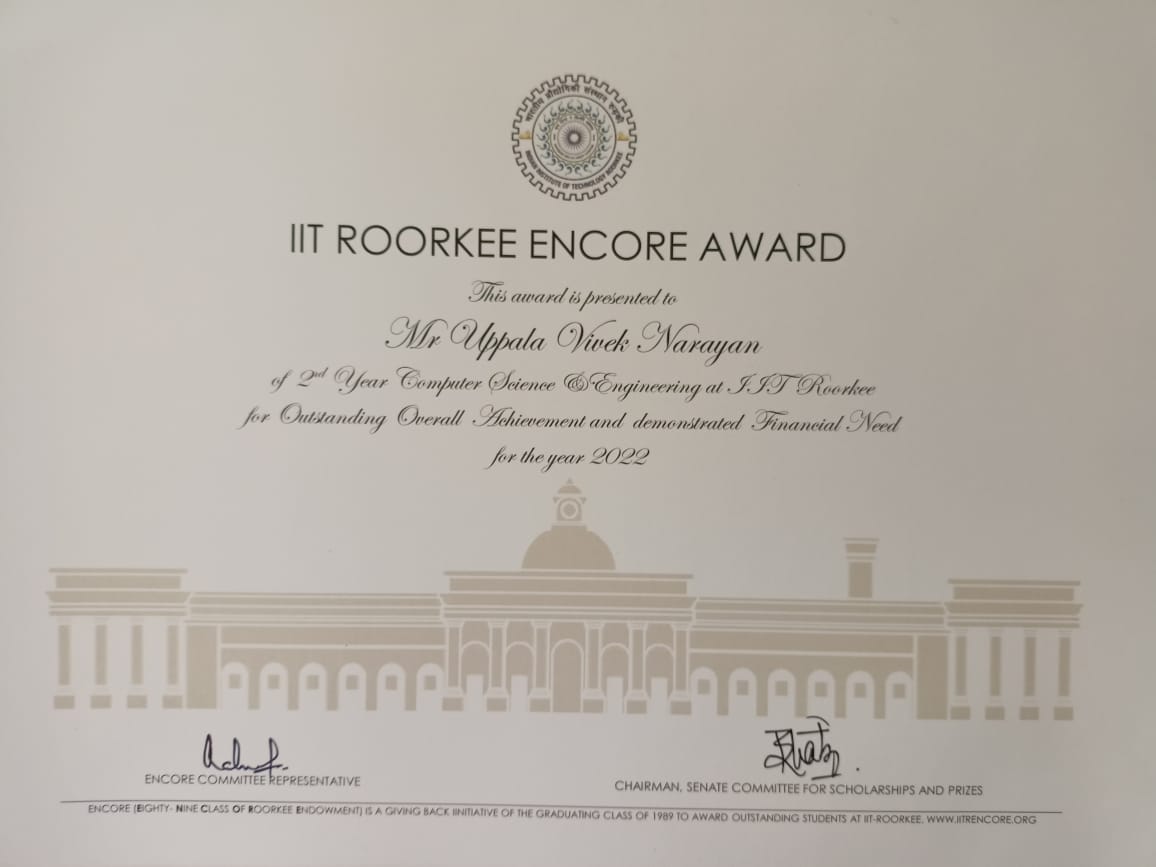 भारतीय प्रौद्योगिकी संस्थान रुड़की
INDIAN INSTITUTE OF TECHNOLOGY ROORKEE
IIT ROORKEE ENCORE AWARD
This award is presented to
Mr Uppala Vivek Narayan
of 2nd Year Computer Science & Engineering at IIT Roorkee
for Outstanding Overall Achievement and demonstrated Financial Need
for the year 2022
ENCORE COMMITTEE REPRESENTATIVE
CHAIRMAN, SENATE COMMITTEE FOR SCHOLARSHIPS AND PRIZES
ENCORE (EIGHTY- NINE CLASS OF ROORKEE ENDOWMENT) IS A GIVING BACK IINITIATIVE OF THE GRADUATING CLASS OF 1989 TO AWARD OUTSTANDING STUDENTS AT IIT-ROORKEE. WWW.IITRENCORE.ORG